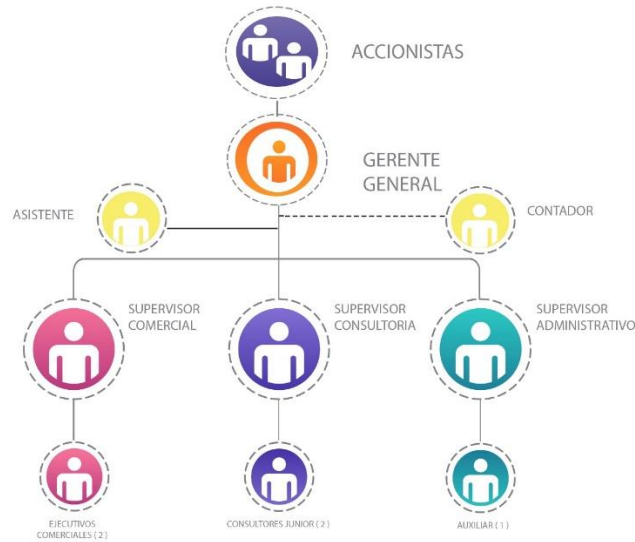 ACCIONISTAS
GERENTE
GENERAL
ASISTENTE
CONTADOR
SUPERVISOR
COMERCIAL
SUPERVISOR
CONSULTORIA
SUPERVISOR
ADMINISTRATIVO
EJECUTIVOS
COMERCIALES ( 2 )
CONSULTORES JUNIOR ( 2 )
AUXILIAR ( 1 )